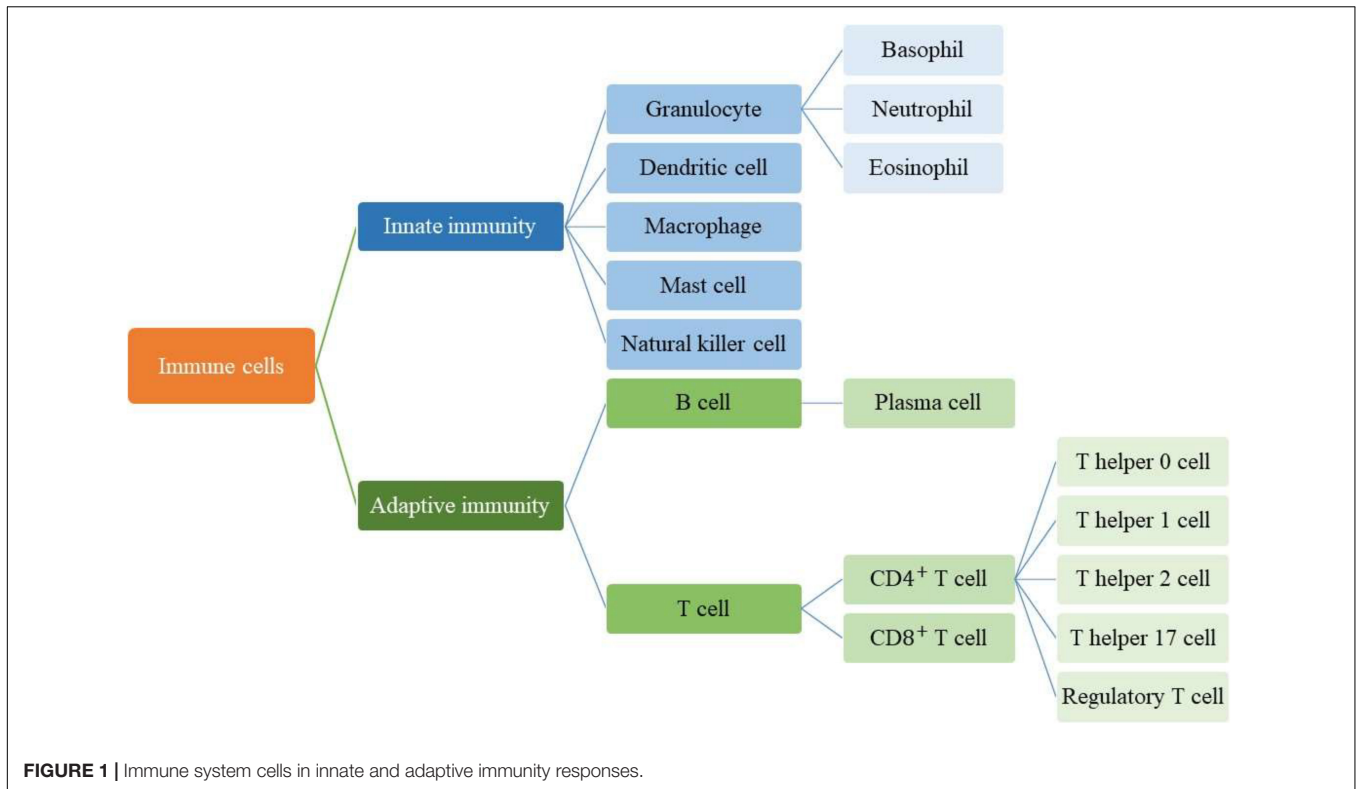 Basophil
Granulocyte
Neutrophil
Dendritic cell
Eosinophil
Innate immunity
Macrophage
Mast cell
Natural killer cell
Immune cells
B cell
Plasma cell
T helper 0 cell
Adaptive immunity
T helper 1 cell
CD4+ T cell
T helper 2 cell
T cell
CD8+ T cell
T helper 17 cell
Regulatory T cell
FIGURE 1 | Immune system cells in innate and adaptive immunity responses.